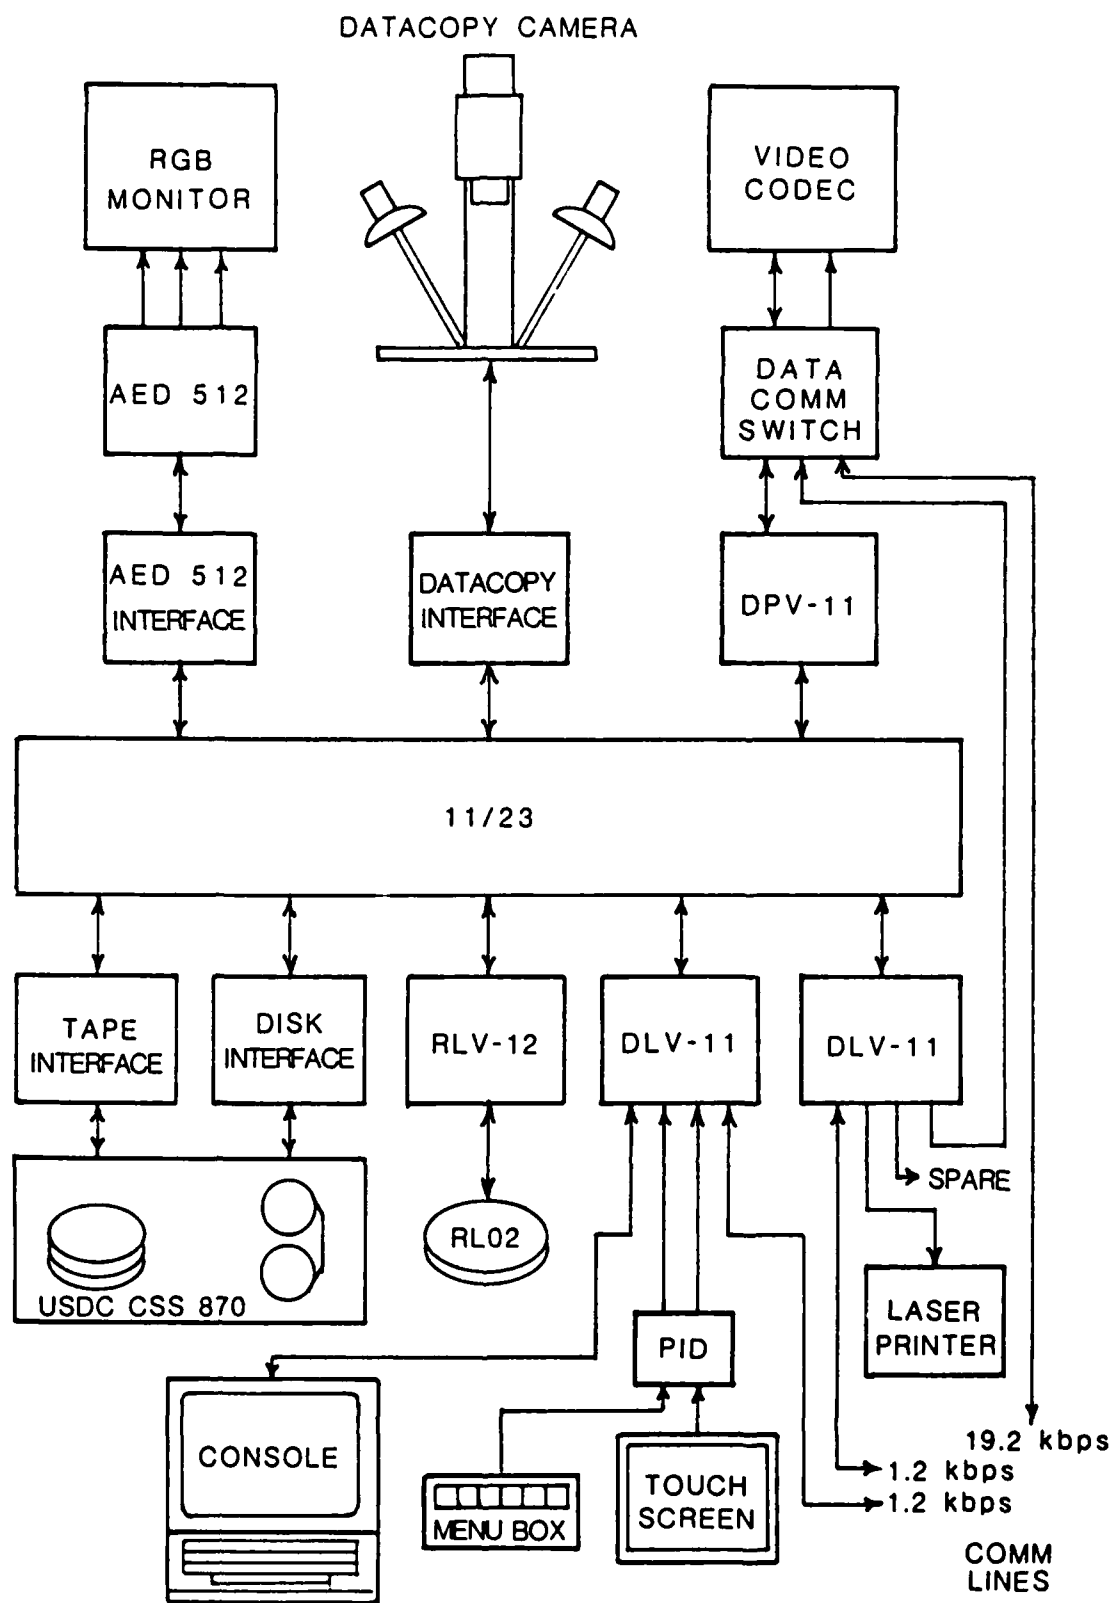 DATACOPY CAMERA
RGB
MONITOR
VIDEO
CODEC
AED 512
DATA
COMM
SWITCH
AED 512
INTERFACE
DATACOPY
INTERFACE
DPV-11
11/23
TAPE
INTERFACE
DISK
INTERFACE
RLV-12
DLV-11
DLV-11
SPARE
RL02
USDC CSS 870
LASER
PRINTER
PID
CONSOLE
MENU BOX
TOUCH
SCREEN
19.2 kbps
1.2 kbps
1.2 kbps
COMM
LINES